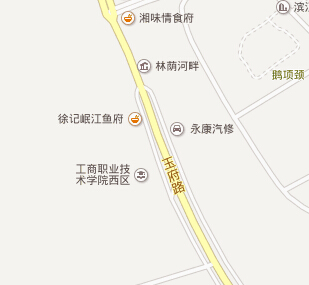 湘味情食府
滨江
林荫河畔
鹅项颈
徐记岷江鱼府
永康汽修
工商职业技
术学院西区
玉府路